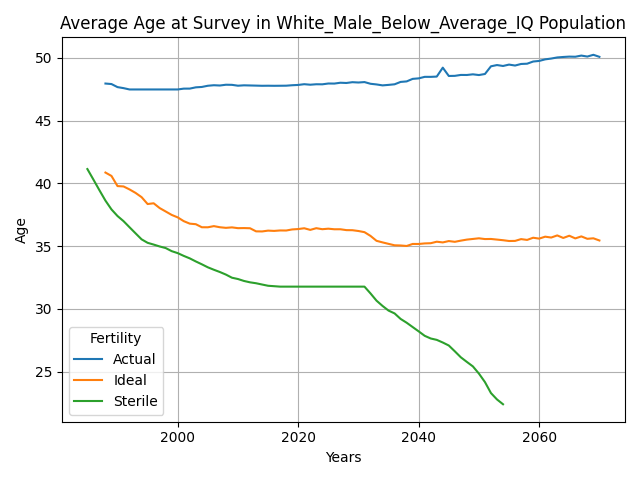 Average Age at Survey in White_Male_Below_Average_IQ Population
50
45
40
35
30
25
Age
Fertility
Actual
Ideal
Sterile
2000
2020
2040
2060
Years